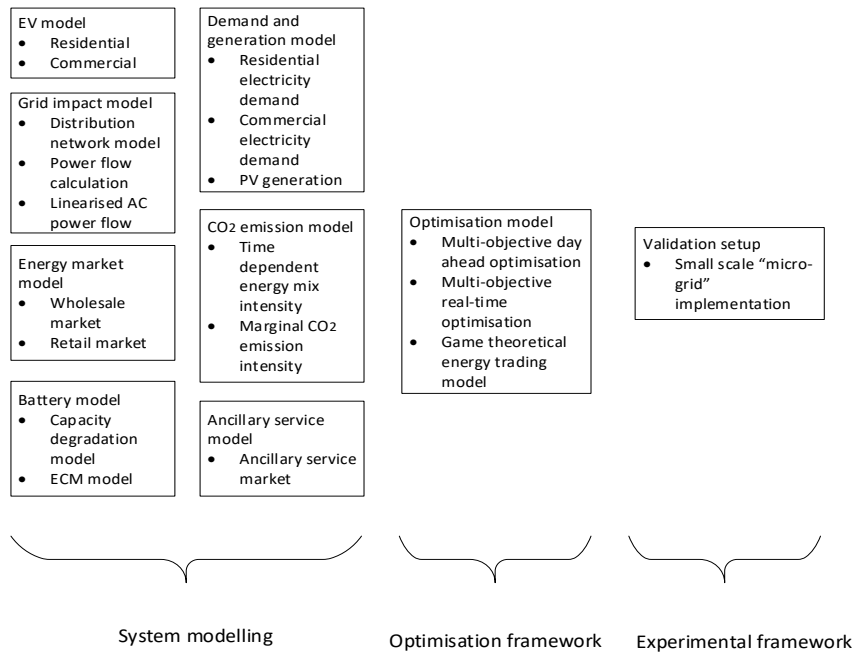 EV model
• Residential
• Commercial
Grid impact model
• Distribution
network model
• Power flow
calculation
• Linearised AC
power flow
Energy market
model
• Wholesale
market
• Retail market
Battery model
• Capacity
degradation
model
• ECM model
Demand and
generation model
• Residential
electricity
demand
• Commercial
electricity
demand
• PV generation
CO2 emission model
• Time
dependent
energy mix
intensity
• Marginal CO2
emission
intensity
Ancillary service
model
• Ancillary service
market
Optimisation model
• Multi-objective day
ahead optimisation
• Multi-objective
real-time
optimisation
• Game theoretical
energy trading
model
Validation setup
• Small scale “micro-
grid”
implementation
System modelling
Optimisation framework
Experimental framework